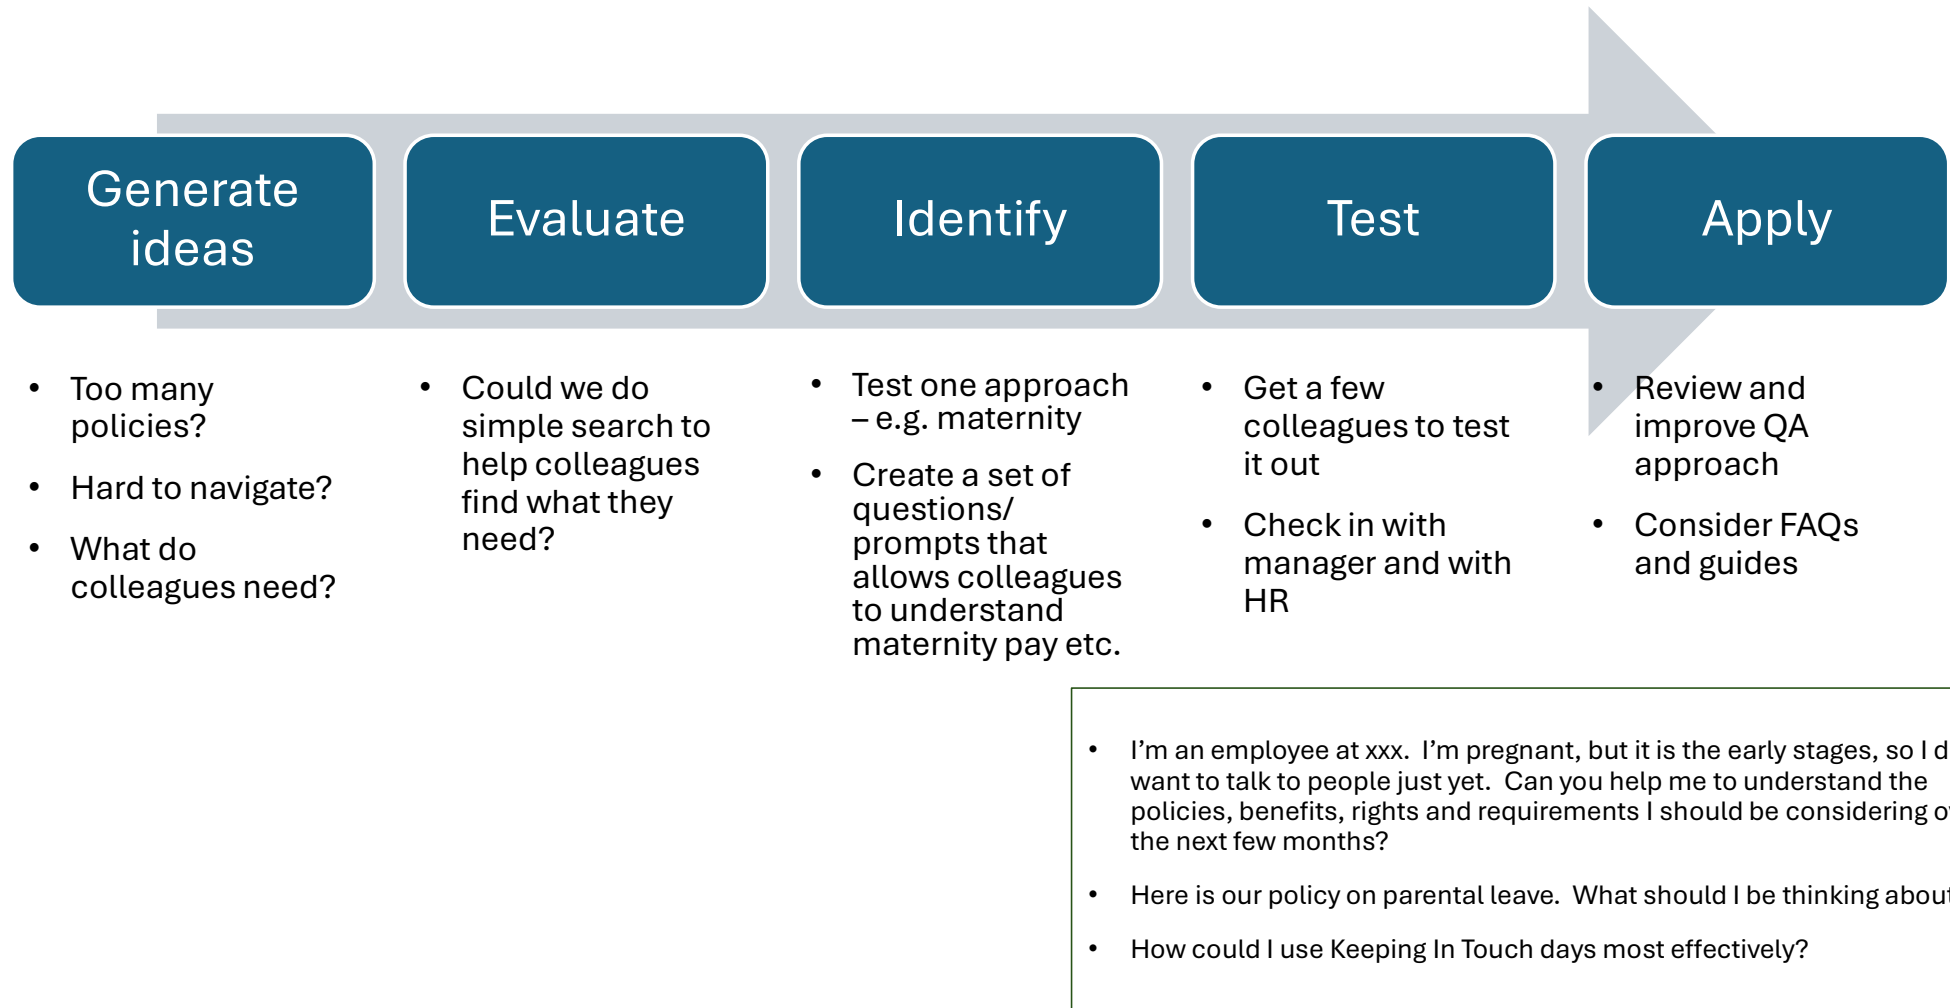 Generate
ideas
Evaluate
Identify
Test
Apply
• Too many
policies?
• Hard to navigate?
• What do
colleagues need?
• Could we do
simple search to
help colleagues
find what they
need?
• Test one approach
– e.g. maternity
• Create a set of
questions/
prompts that
allows colleagues
to understand
maternity pay etc.
• Get a few
colleagues to test
it out
• Check in with
manager and with
HR
• Review and
improve QA
approach
• Consider FAQs
and guides
• I’m an employee at xxx. I’m pregnant, but it is the early stages, so I
want to talk to people just yet. Can you help me to understand the
policies, benefits, rights and requirements I should be considering
the next few months?
• Here is our policy on parental leave. What should I be thinking about
• How could I use Keeping In Touch days most effectively?